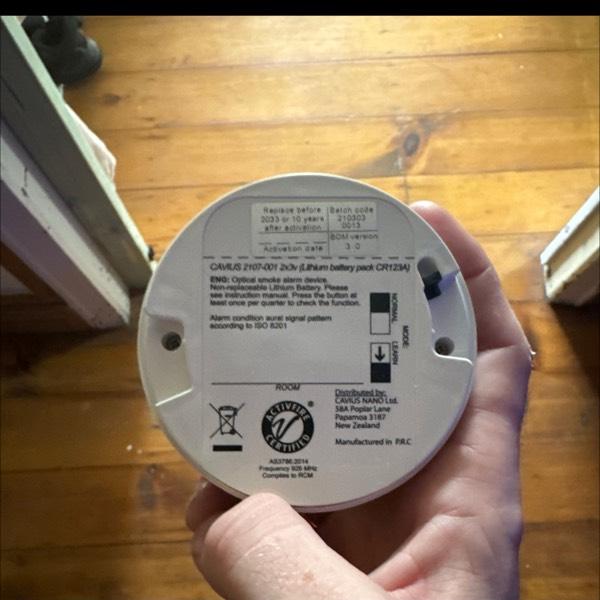 Replace before
2033 or 10 years
after activation
Activation date
Batch code
210303
0013
BOM version
3.0
CAVIUS 2107-001 2x3v (Lithium battery pack CR123A)
ENG: Optical smoke alarm device.
Non-replaceable Lithium Battery. Please
see instruction manual. Press the button at
least once per quarter to check the function.
Alarm condition aural signal pattern
according to ISO 8201
NORMAL
MODE:
LEARN
ROOM
ACTIVFIRE
®
CERTIFIED
AS3786:2014
Frequency 926 MHz
Complies to RCM
Distributed by:
CAVIUS NANO Ltd.
58A Poplar Lane
Papamoa 3187
New Zealand
Manufactured in P.R.C